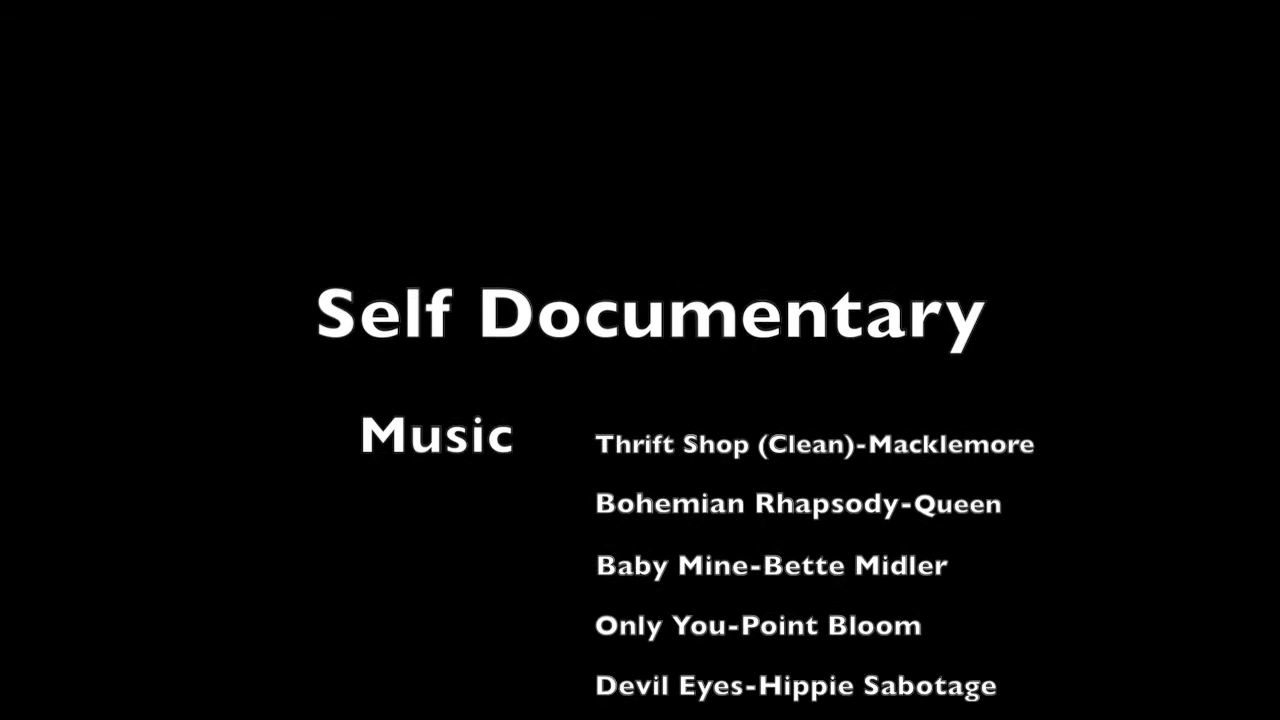 Self Documentary
Music Thrift Shop (Clean)-Macklemore
Bohemian Rhapsody-Queen
Baby Mine-Bette Midler
Only You-Point Bloom
Devil Eyes-Hippie Sabotage